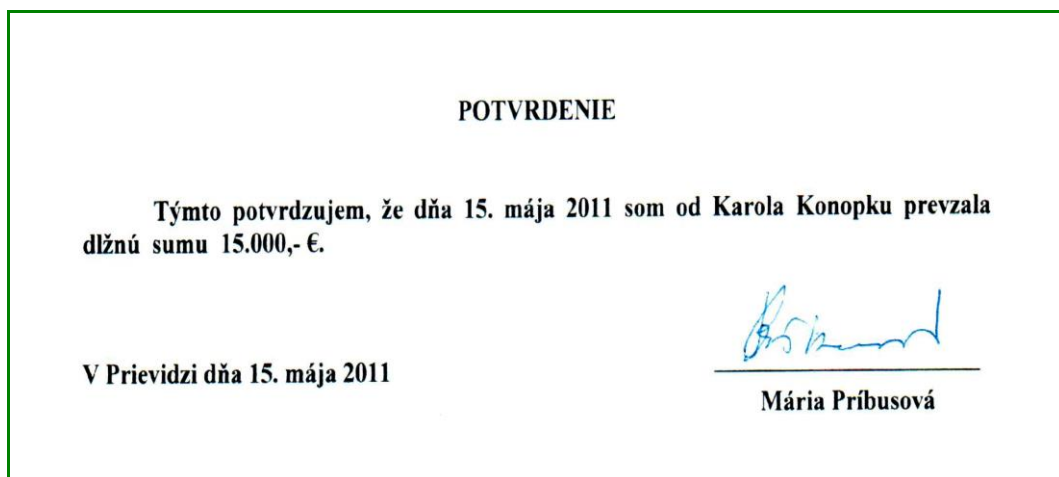 POTVRDENIE
Týmto potvrdzujem, že dňa 15. mája 2011 som od Karola Konopku prevzala
dlžnú sumu 15.000,- €.
V Prievidzi dňa 15. mája 2011
Mária Príbusová